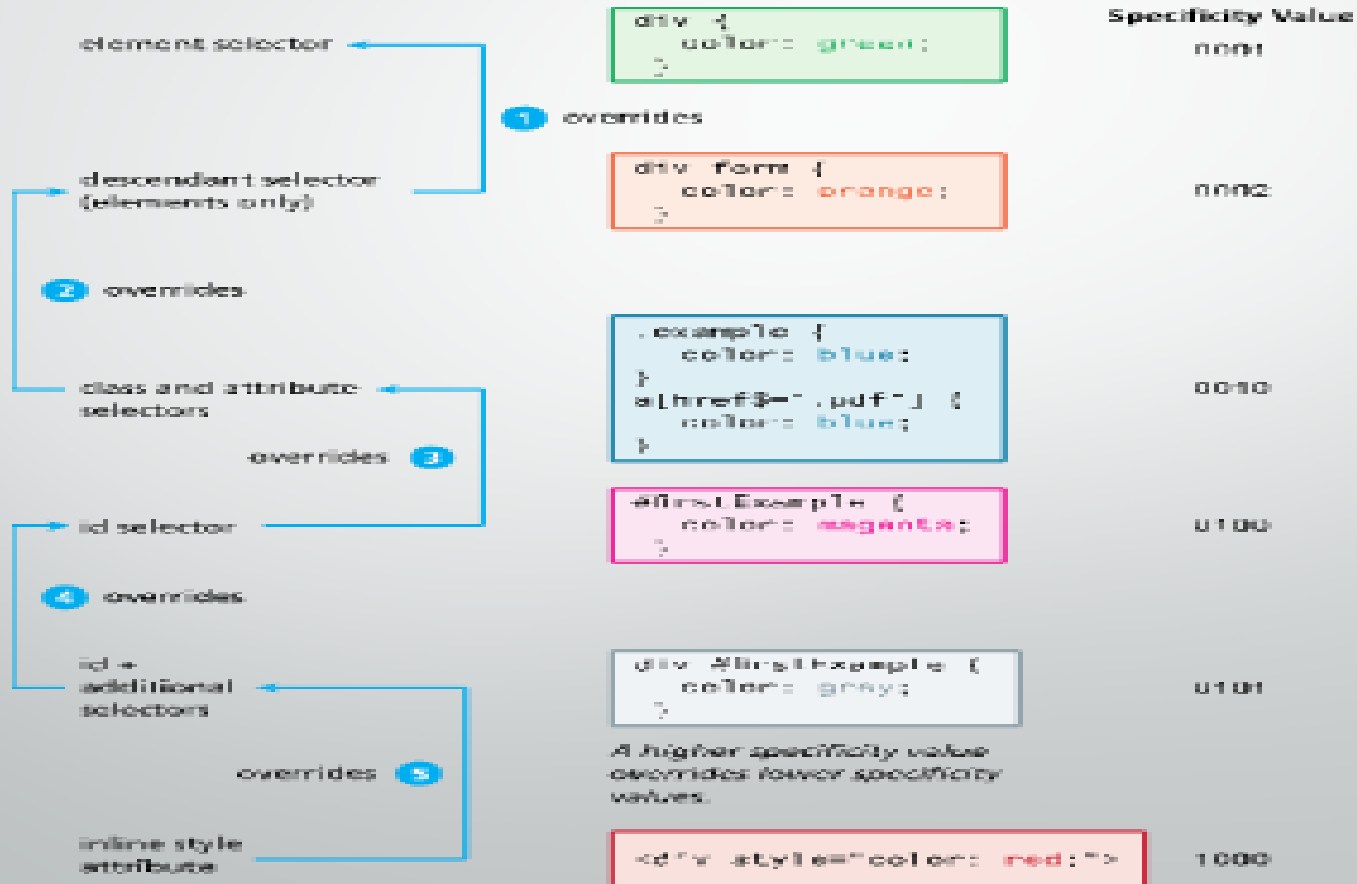 Specificity Value
element selector
div {
color: green;
}
0001
1 overrides
descendant selector
(elements only)
div form {
color: orange;
}
0002
2 overrides
class and attribute
selectors
.example {
color: blue;
}
a[href$=".pdf"] {
color: blue;
}
0010
overrides 3
id selector
#firstExample {
color: magenta;
}
0100
4 overrides
id +
additional
selectors
div #firstExample {
color: grey;
}
0101
overrides 5
A higher specificity value
overrides lower specificity
values.
inline style
attribute
<div style="color: red;">
1000